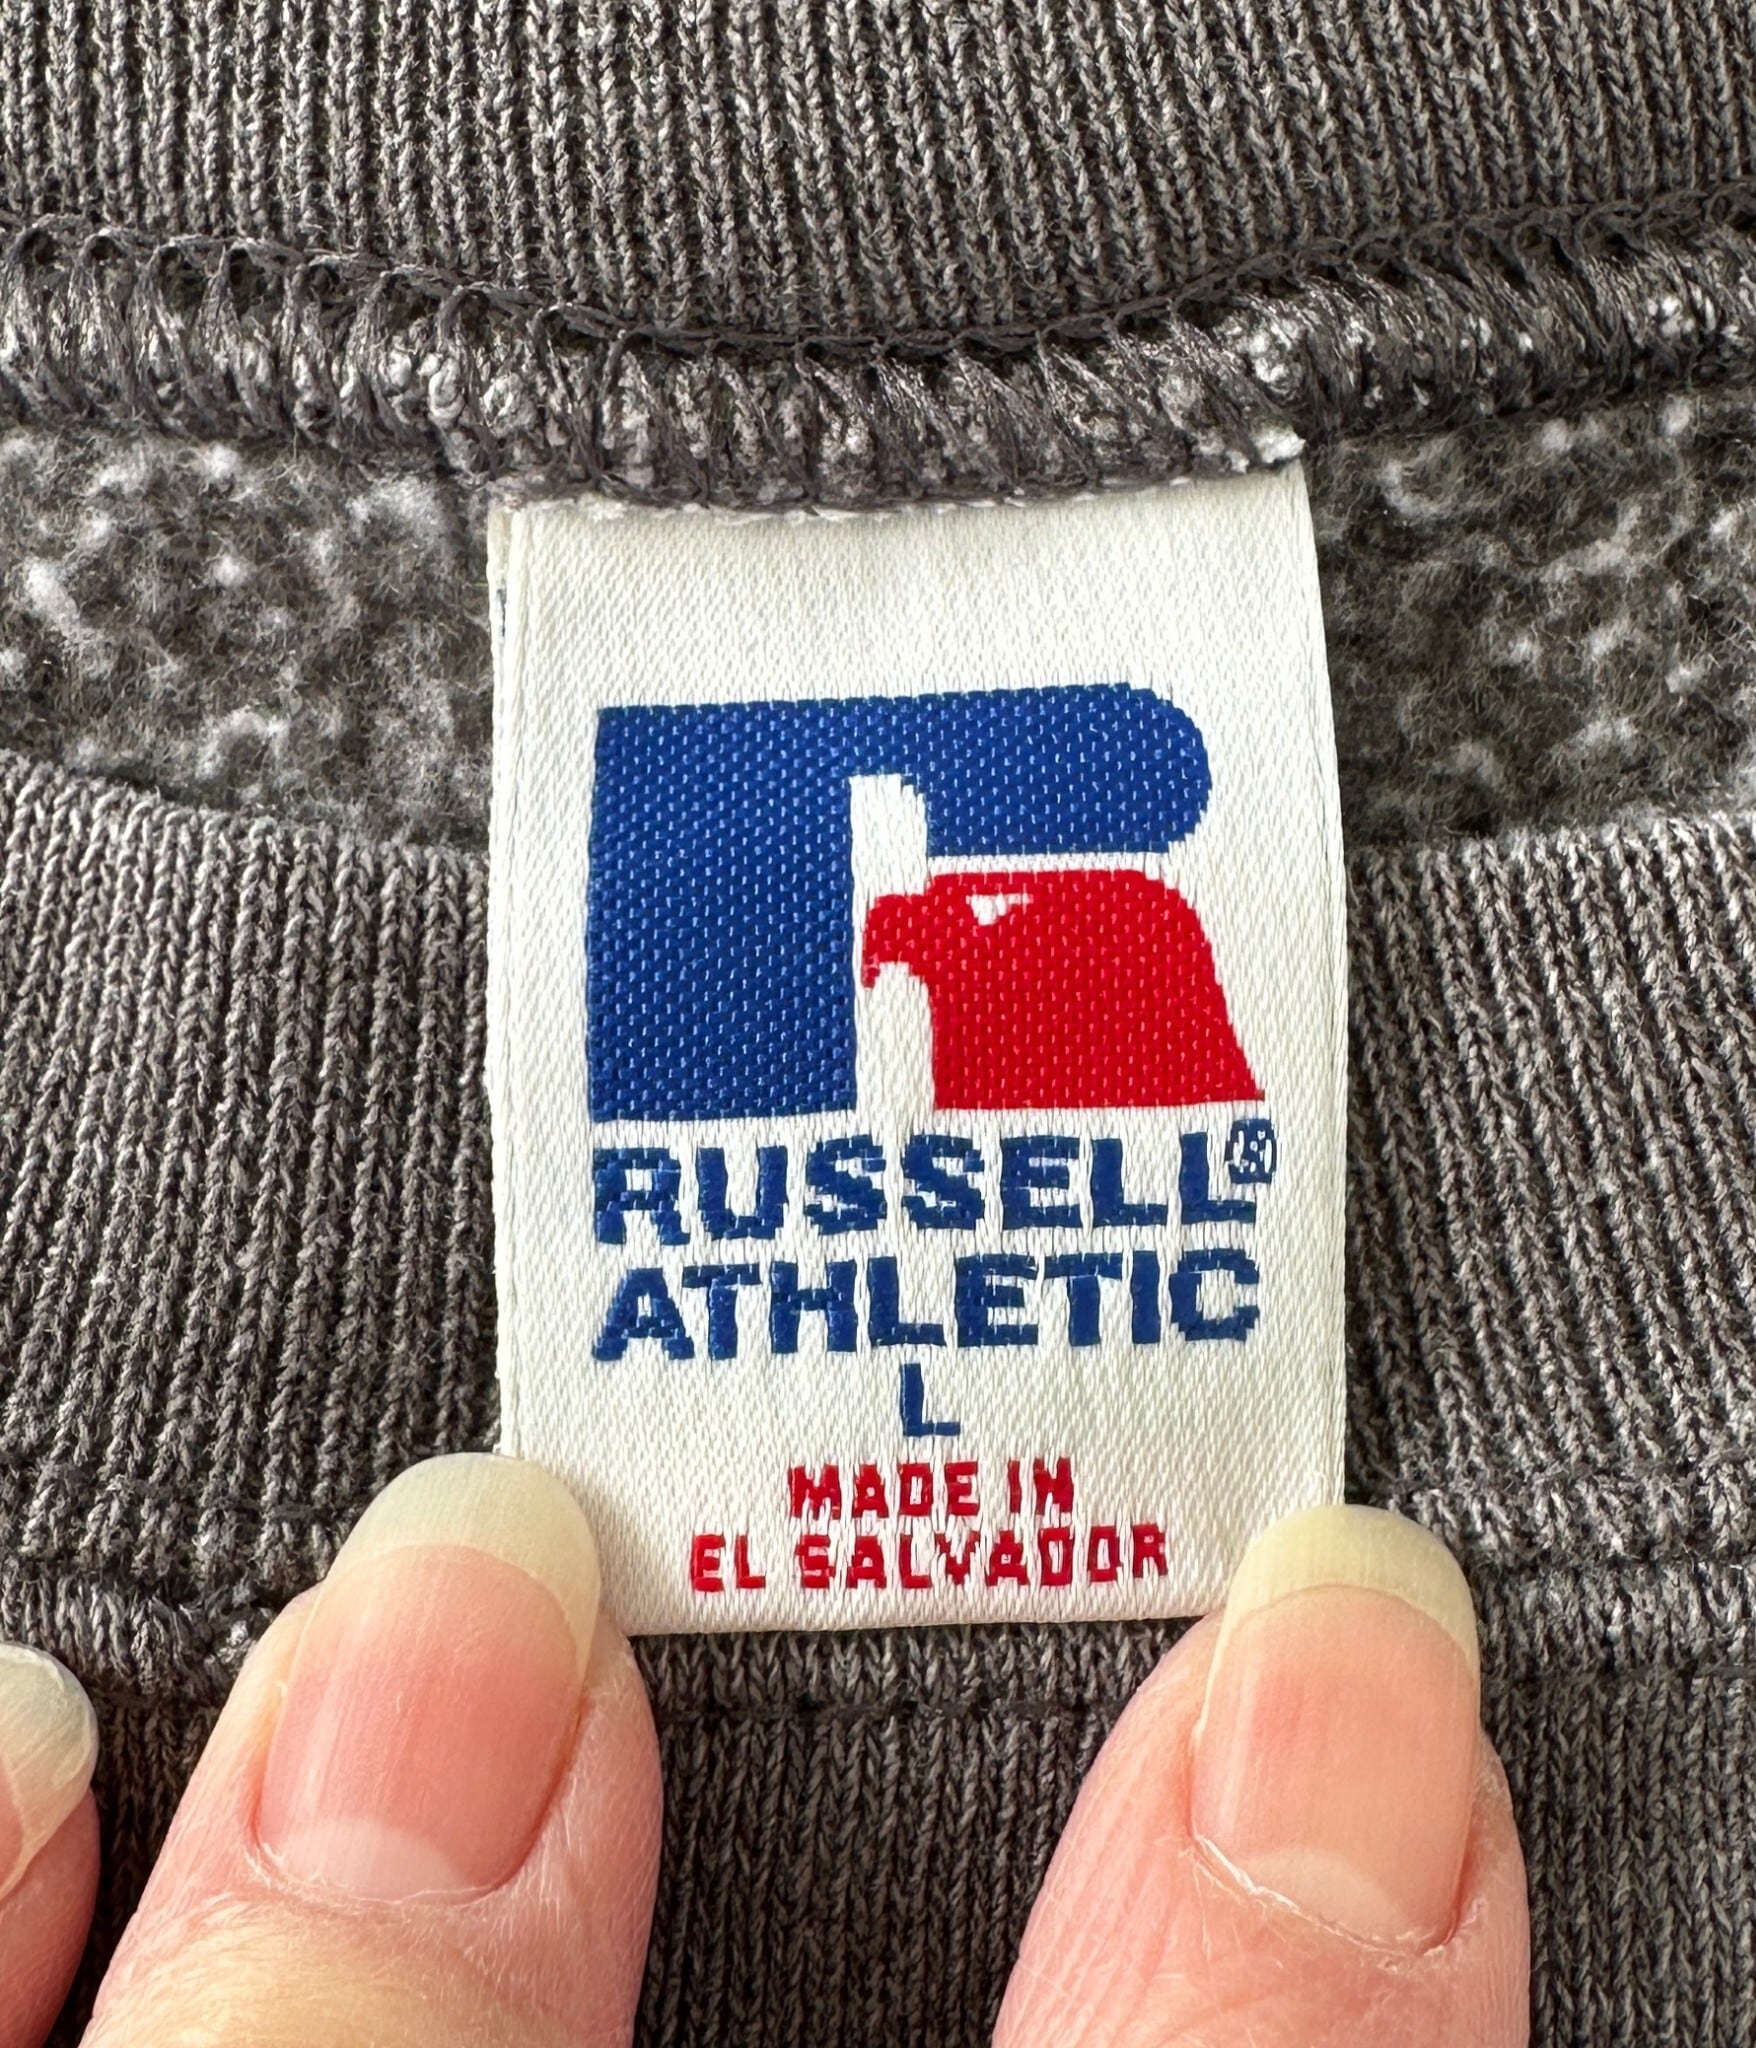 RUSSELL®
ATHLETIC
L
MADE IN
EL SALVADOR